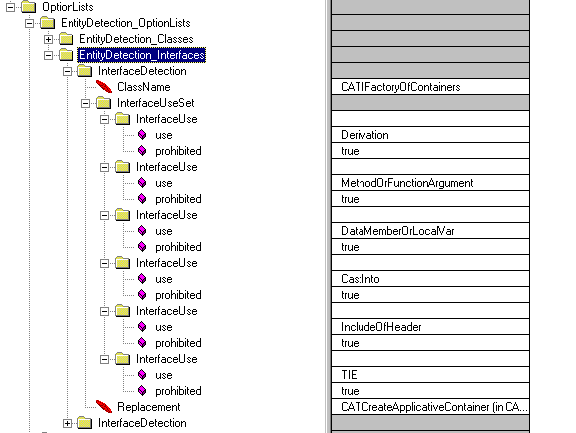 OptionLists
EntityDetection_OptionLists
EntityDetection_Classes
EntityDetection_Interfaces
InterfaceDetection
ClassName CATIFactoryOfContainers
InterfaceUseSet
InterfaceUse
use Derivation
prohibited true
InterfaceUse
use MethodOrFunctionArgument
prohibited true
InterfaceUse
use DataMemberOrLocalVar
prohibited true
InterfaceUse
use Cas:Into
prohibited true
InterfaceUse
use IncludeOfHeader
prohibited true
InterfaceUse
use TIE
prohibited true
Replacement CATCreateApplicativeContainer (in CA...
InterfaceDetection